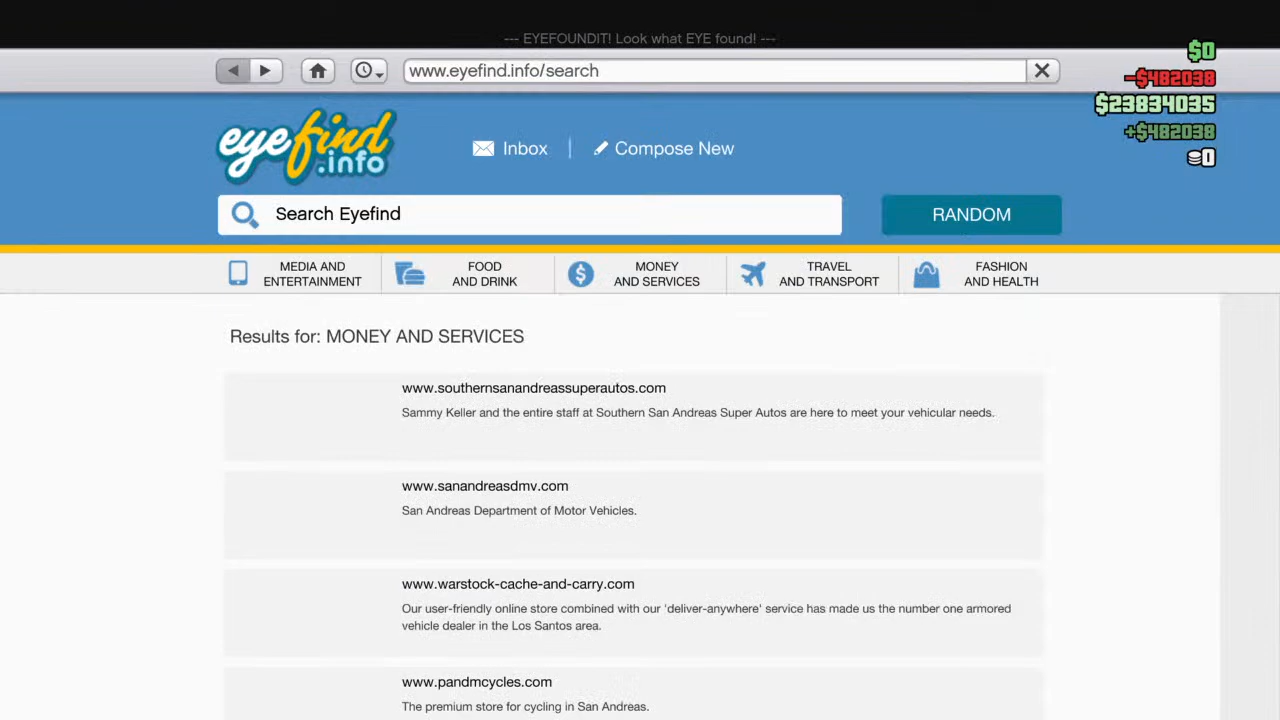 --- EYEFOUNDIT! Look what EYE found! ---
www.eyefind.info/search
$0
-$482038
$23834035
+$482038
0
eyefind
.info
Inbox
Compose New
Search Eyefind
RANDOM
MEDIA AND
ENTERTAINMENT
FOOD
AND DRINK
MONEY
AND SERVICES
TRAVEL
AND TRANSPORT
FASHION
AND HEALTH
Results for: MONEY AND SERVICES
www.southernsanandreassuperautos.com
Sammy Keller and the entire staff at Southern San Andreas Super Autos are here to meet your vehicular needs.
www.sanandreasdmv.com
San Andreas Department of Motor Vehicles.
www.warstock-cache-and-carry.com
Our user-friendly online store combined with our 'deliver-anywhere' service has made us the number one armored
vehicle dealer in the Los Santos area.
www.pandmcycles.com
The premium store for cycling in San Andreas.